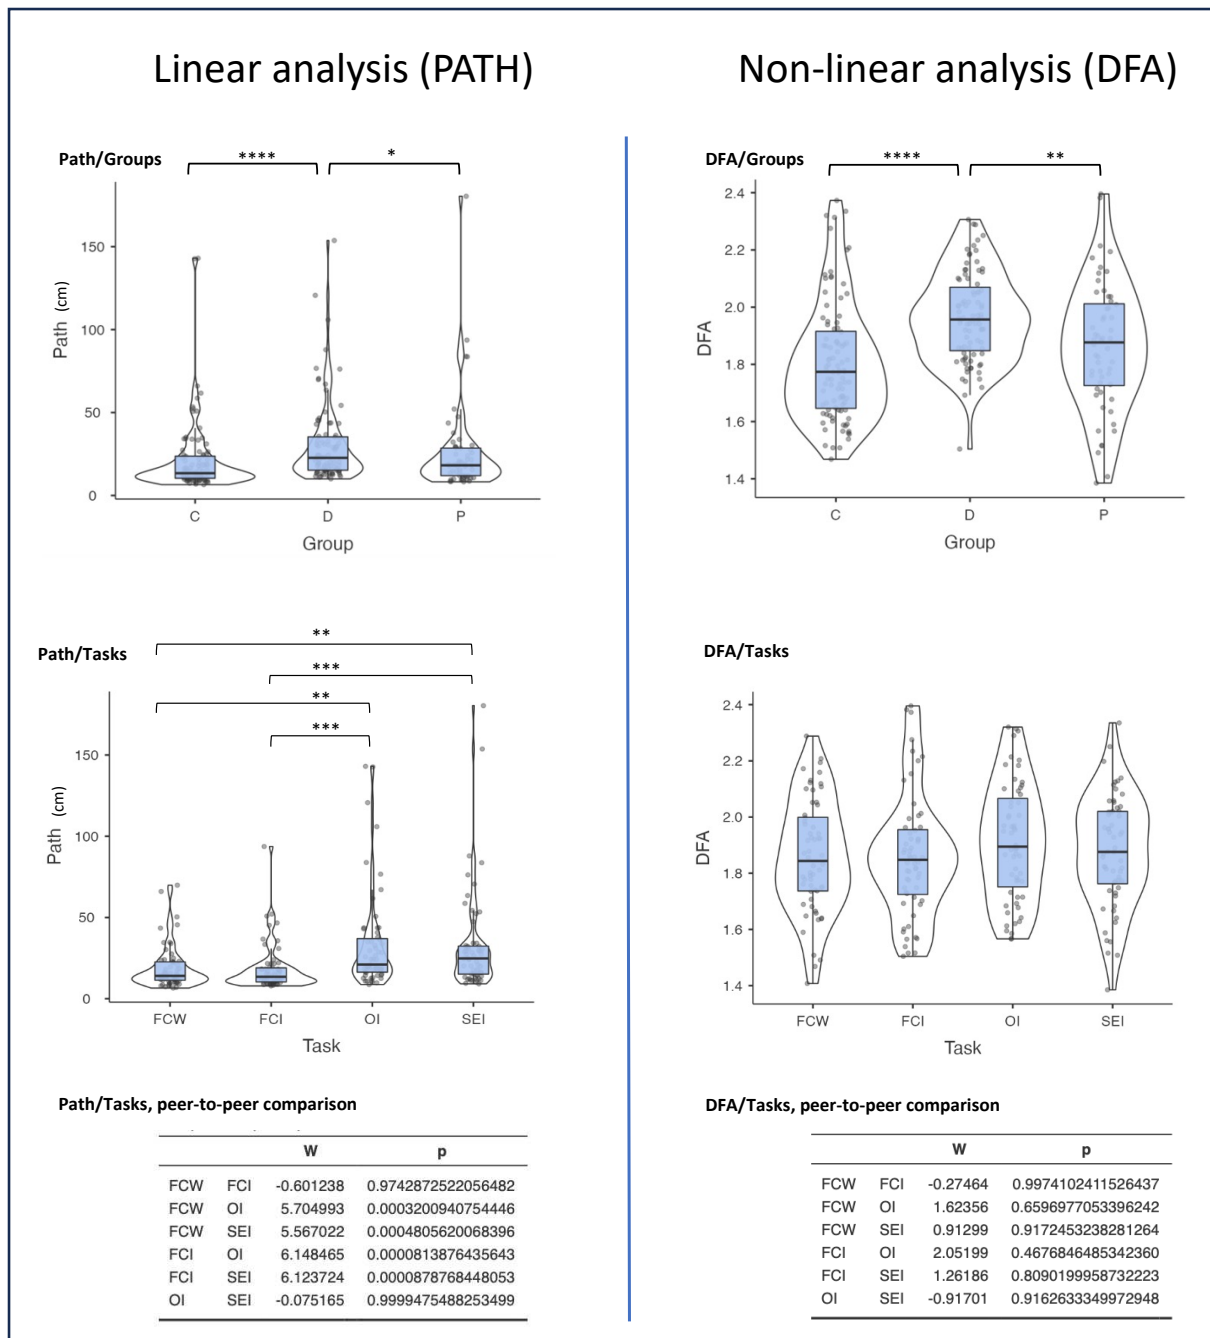 Linear analysis (PATH)
Non-linear analysis (DFA)
Path/Groups
****
*
150
100
50
0
Path (cm)
C D P
Group
DFA/Groups
****
**
2.4
2.2
2.0
1.8
1.6
1.4
DFA
C D P
Group
Path/Tasks
**
***
**
***
150
100
50
0
Path (cm)
FCW FCI OI SEI
Task
DFA/Tasks
2.4
2.2
2.0
1.8
1.6
1.4
DFA
FCW FCI OI SEI
Task
Path/Tasks, peer-to-peer comparison
W p
FCW FCI -0.601238 0.9742872522056482
FCW OI 5.704993 0.0003200940754446
FCW SEI 5.567022 0.0004805620068396
FCI OI 6.148465 0.0000813876435643
FCI SEI 6.123724 0.0000878768448053
OI SEI -0.075165 0.9999475488253499
DFA/Tasks, peer-to-peer comparison
W p
FCW FCI -0.27464 0.9974102411526437
FCW OI 1.62356 0.6596977053396242
FCW SEI 0.91299 0.9172453238281264
FCI OI 2.05199 0.4676846485342360
FCI SEI 1.26186 0.8090199958732223
OI SEI -0.91701 0.9162633349972948